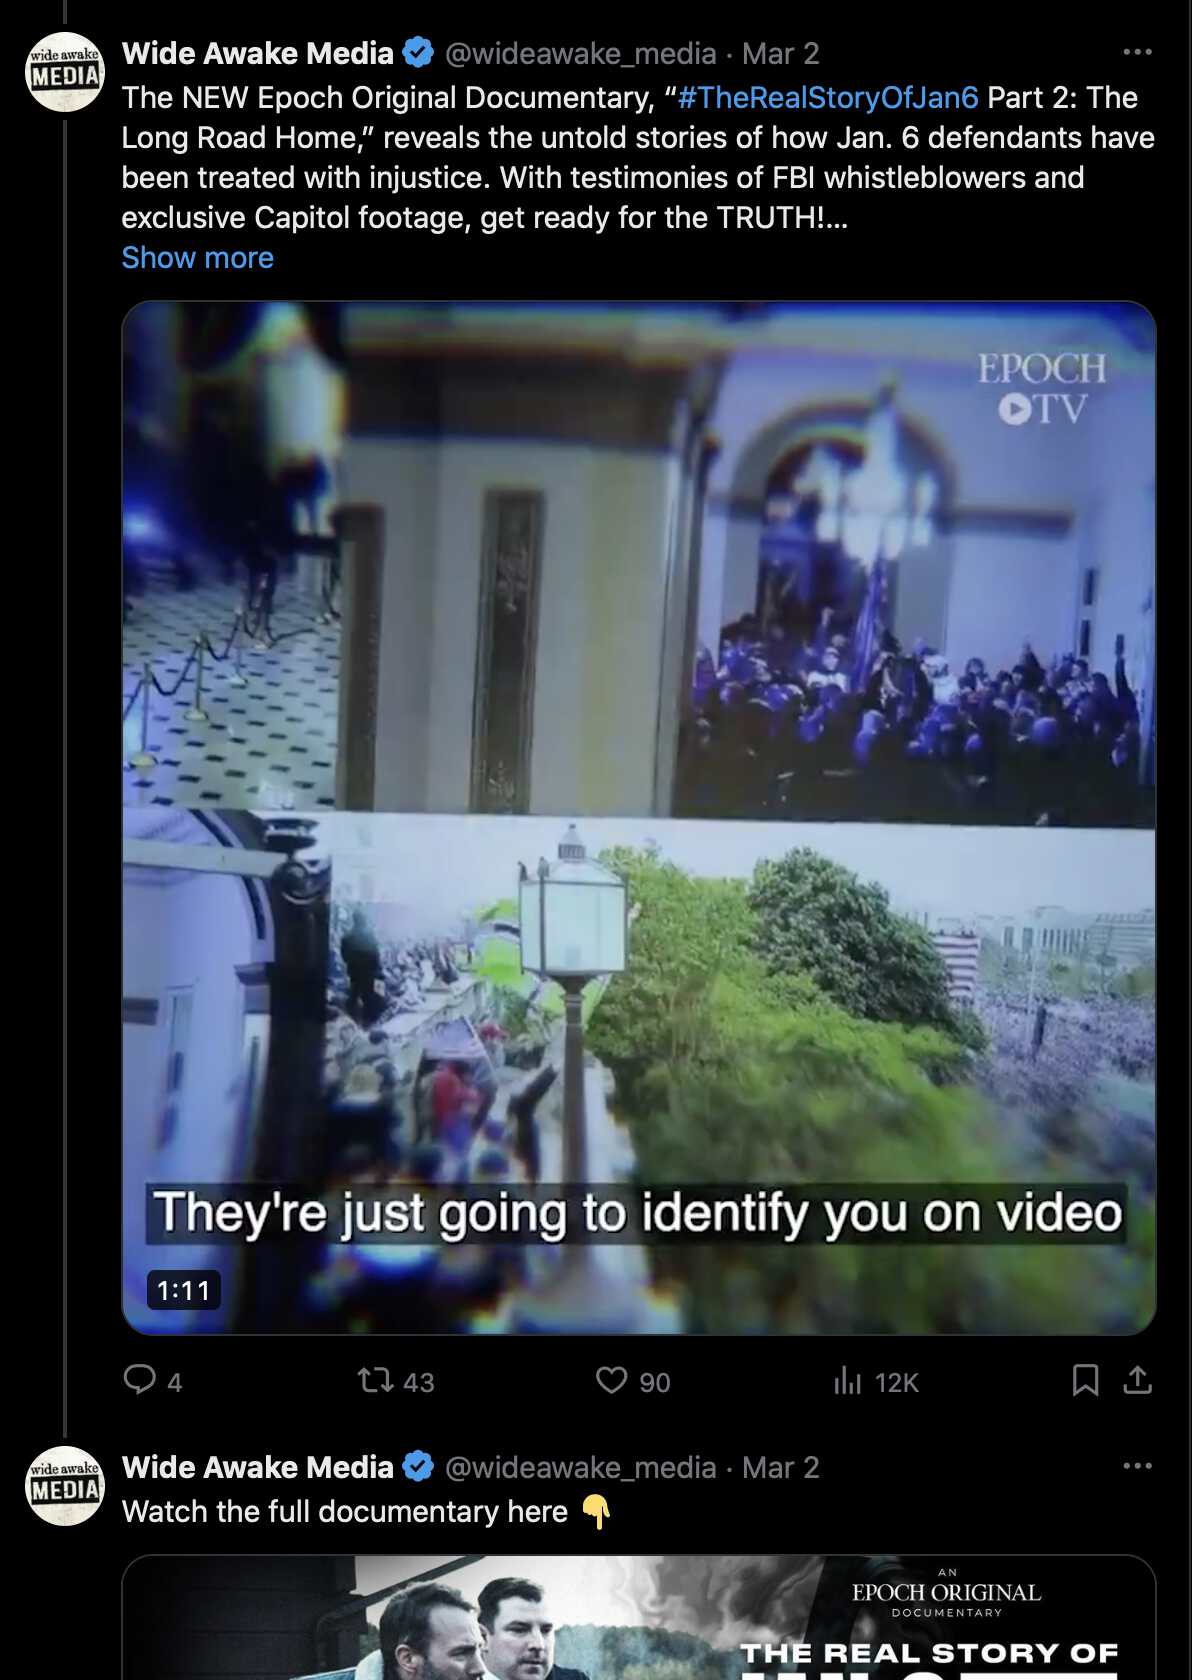 wide awake
MEDIA
Wide Awake Media @wideawake_media · Mar 2
The NEW Epoch Original Documentary, “#TheRealStoryOfJan6 Part 2: The
Long Road Home,” reveals the untold stories of how Jan. 6 defendants have
been treated with injustice. With testimonies of FBI whistleblowers and
exclusive Capitol footage, get ready for the TRUTH!...
Show more
EPOCH
TV
They're just going to identify you on video
1:11
4 43 90 12K
wide awake
MEDIA
Wide Awake Media @wideawake_media · Mar 2
Watch the full documentary here 👇
AN
EPOCH ORIGINAL
DOCUMENTARY
THE REAL STORY OF